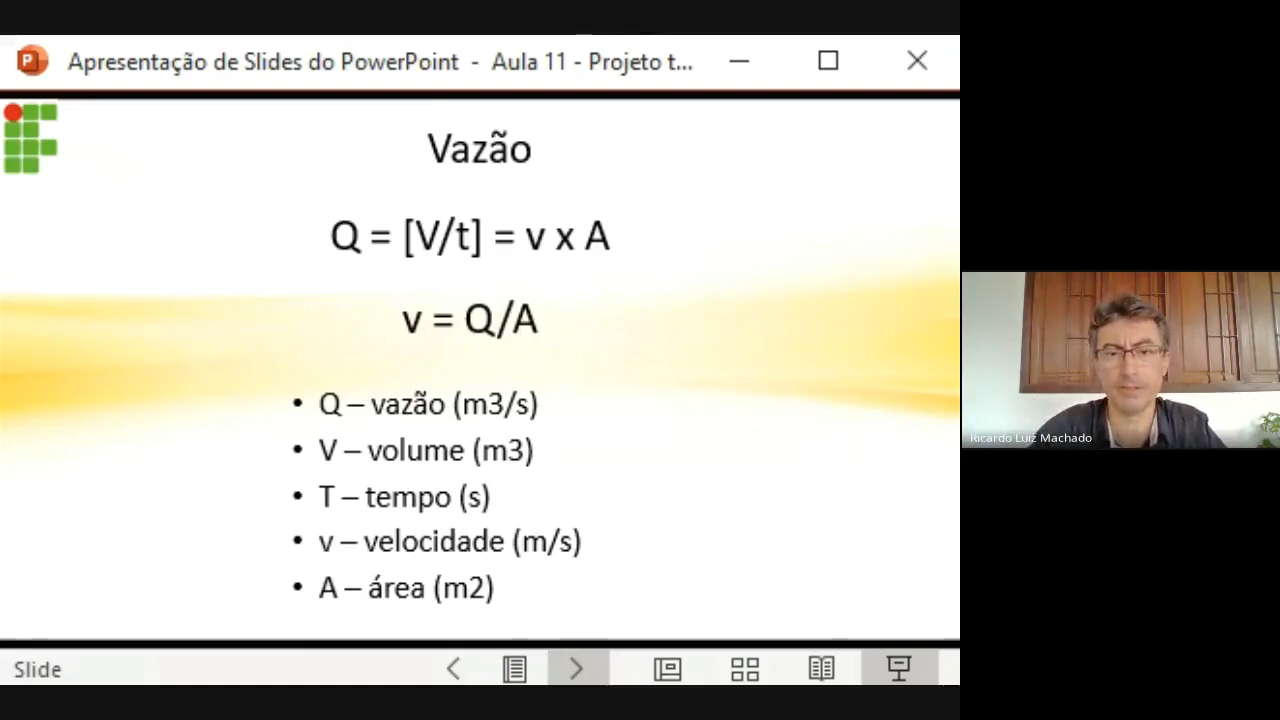 Apresentação de Slides do PowerPoint - Aula 11 - Projeto t...
Vazão
Q = [V/t] = v x A
v = Q/A
• Q – vazão (m3/s)
• V – volume (m3)
• T – tempo (s)
• v – velocidade (m/s)
• A – área (m2)
Ricardo Luiz Machado
Slide